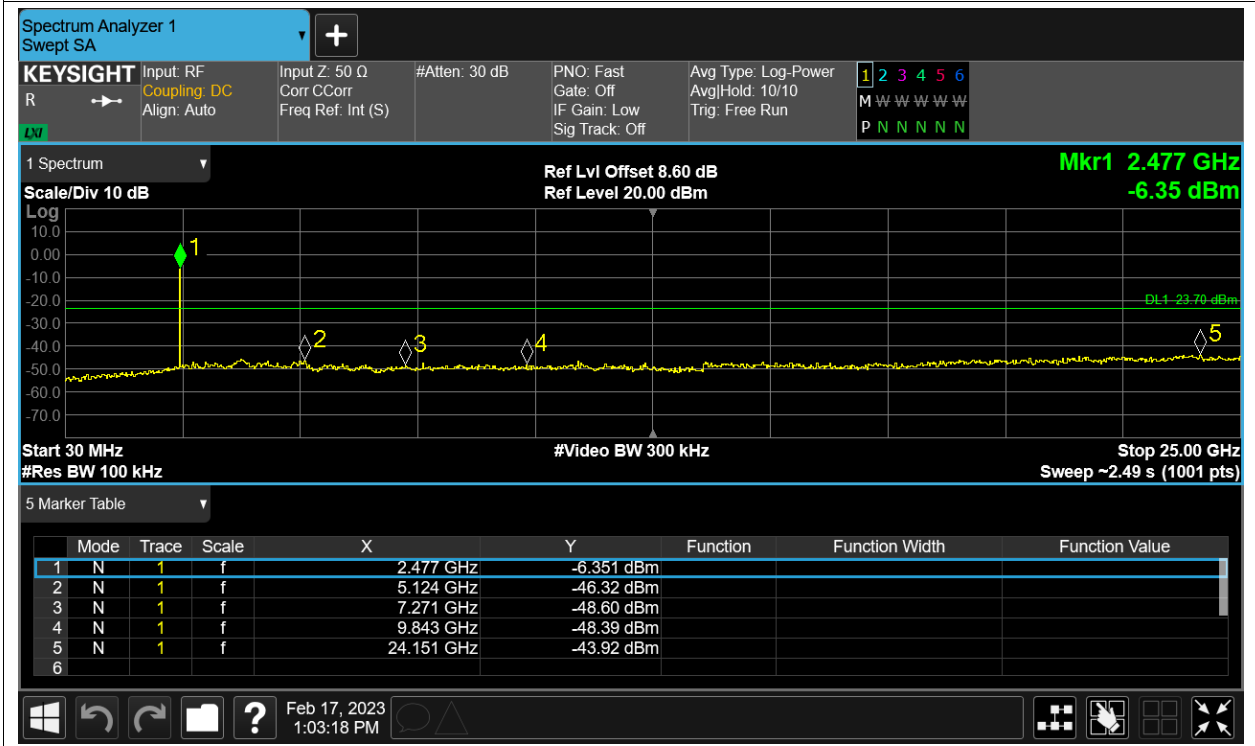 Spectrum Analyzer 1
Swept SA
+
KEYSIGHT
R
LXI
Input: RF
Coupling: DC
Align: Auto
Input Z: 50 Ω
Corr CCorr
Freq Ref: Int (S)
#Atten: 30 dB
PNO: Fast
Gate: Off
IF Gain: Low
Sig Track: Off
Avg Type: Log-Power
Avg|Hold: 10/10
Trig: Free Run
1 2 3 4 5 6
M W W W W W
P N N N N N
1 Spectrum
Scale/Div 10 dB
Ref Lvl Offset 8.60 dB
Ref Level 20.00 dBm
Mkr1 2.477 GHz
-6.35 dBm
Log
10.0
0.00
-10.0
-20.0
-30.0
-40.0
-50.0
-60.0
-70.0
1
2
3
4
5
DL1 -23.70 dBm
Start 30 MHz
#Res BW 100 kHz
#Video BW 300 kHz
Stop 25.00 GHz
Sweep ~2.49 s (1001 pts)
5 Marker Table
Mode Trace Scale X Y Function Function Width Function Value
1 N 1 f 2.477 GHz -6.351 dBm
2 N 1 f 5.124 GHz -46.32 dBm
3 N 1 f 7.271 GHz -48.60 dBm
4 N 1 f 9.843 GHz -48.39 dBm
5 N 1 f 24.151 GHz -43.92 dBm
6
?
Feb 17, 2023
1:03:18 PM